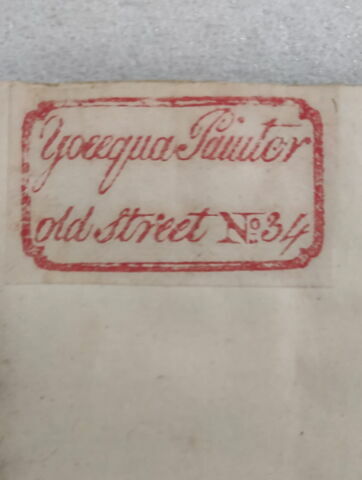 Yoeequa Painter
old street No. 34